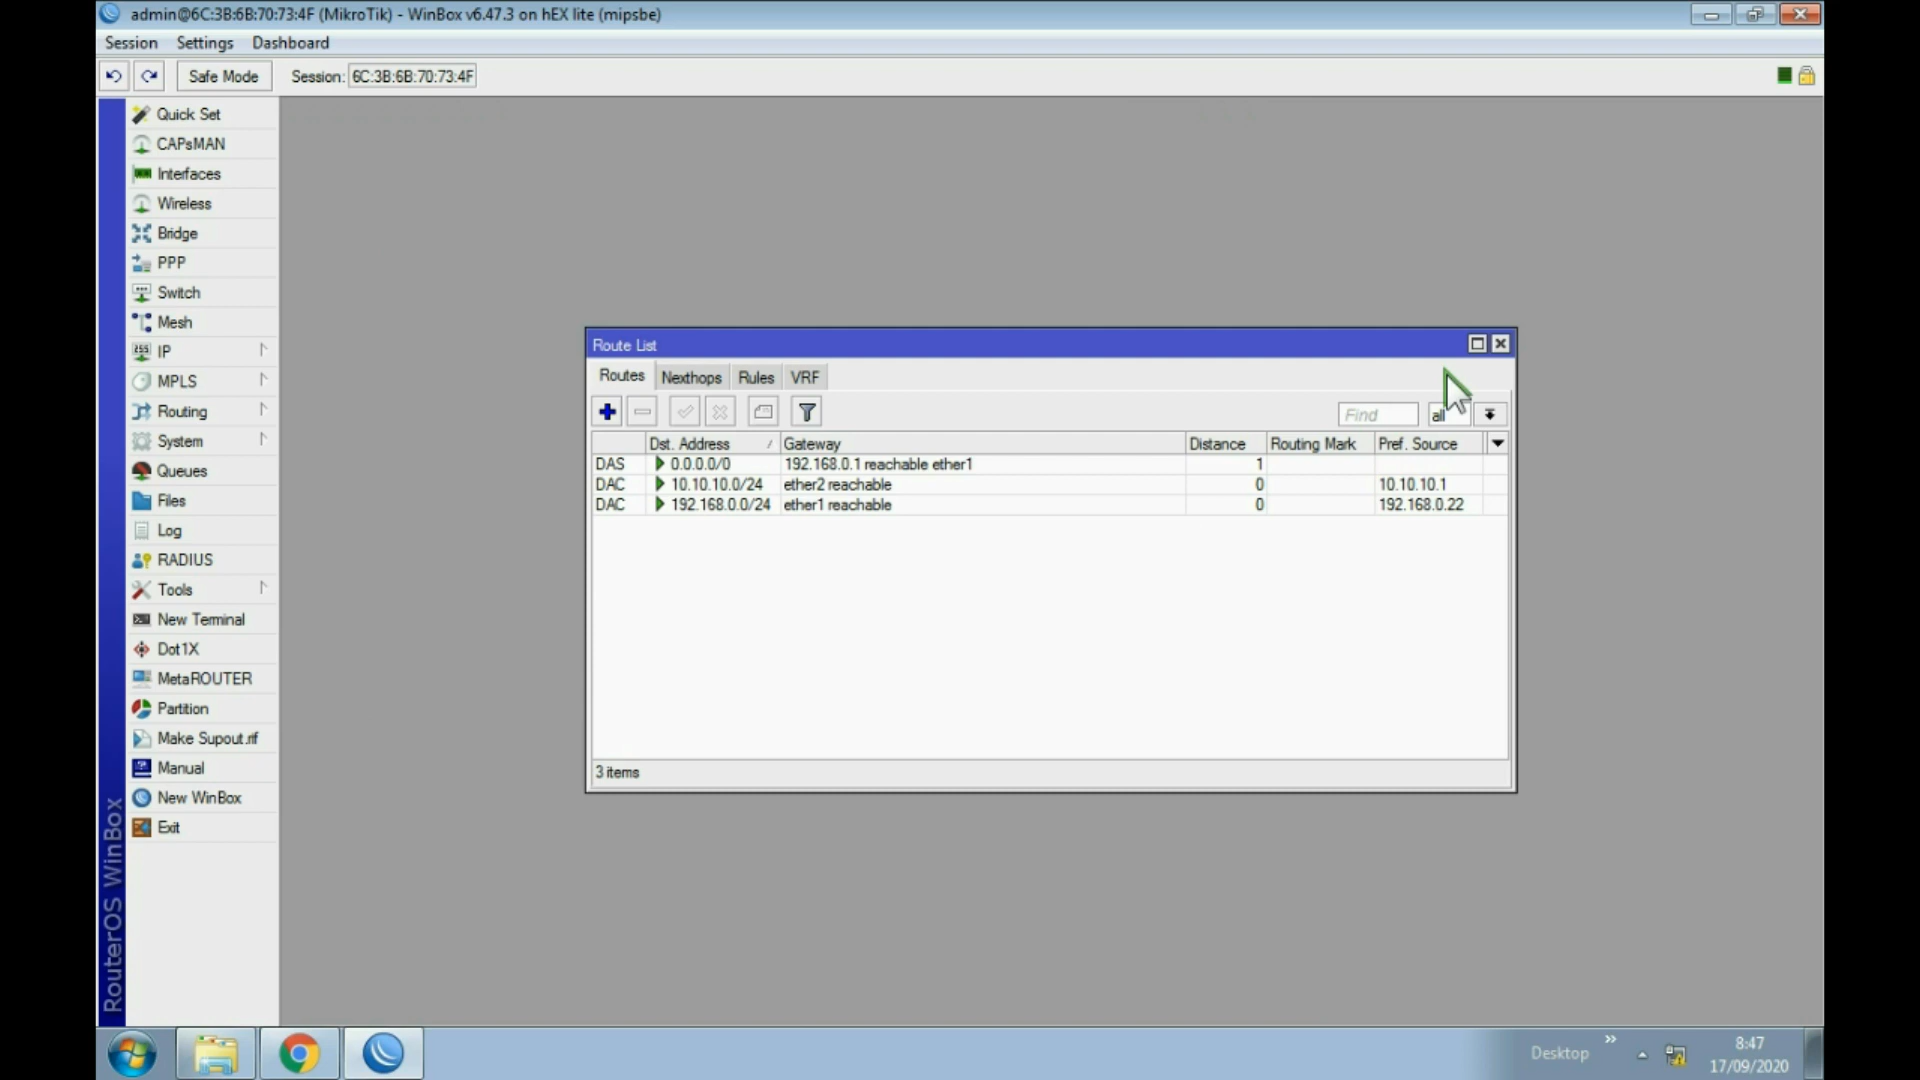 admin@6C:3B:6B:70:73:4F (MikroTik) - WinBox v6.47.3 on hEX lite (mipsbe)
Session Settings Dashboard
Safe Mode Session: 6C:3B:6B:70:73:4F
Quick Set
CAPsMAN
Interfaces
Wireless
Bridge
PPP
Switch
Mesh
IP
MPLS
Routing
System
Queues
Files
Log
RADIUS
Tools
New Terminal
Dot1X
MetaROUTER
Partition
Make Supout.rif
Manual
New WinBox
Exit
RouterOS WinBox
Route List
Routes Nexthops Rules VRF
Find all
Dst. Address Gateway Distance Routing Mark Pref. Source
DAS 0.0.0.0/0 192.168.0.1 reachable ether1 1
DAC 10.10.10.0/24 ether2 reachable 0 10.10.10.1
DAC 192.168.0.0/24 ether1 reachable 0 192.168.0.22
3 items
Desktop
8:47
17/09/2020